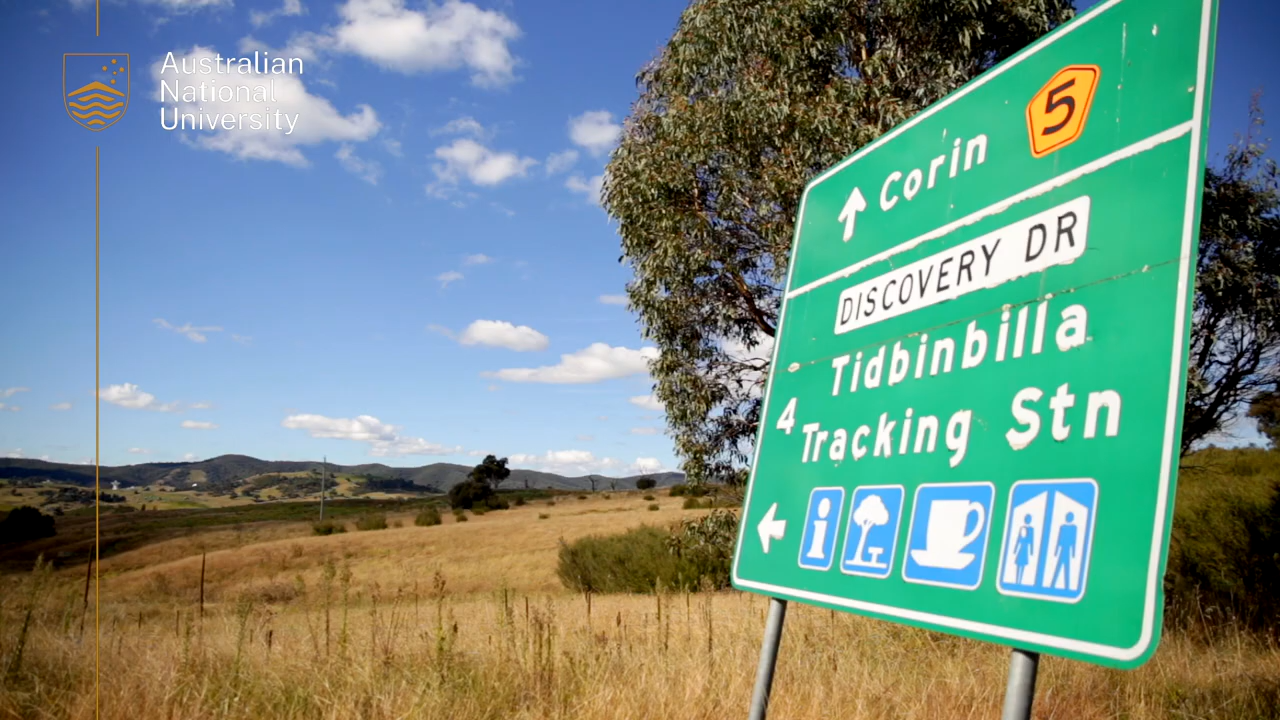 Australian
National
University
Corin 5
DISCOVERY DR
Tidbinbilla
4 Tracking Stn
i